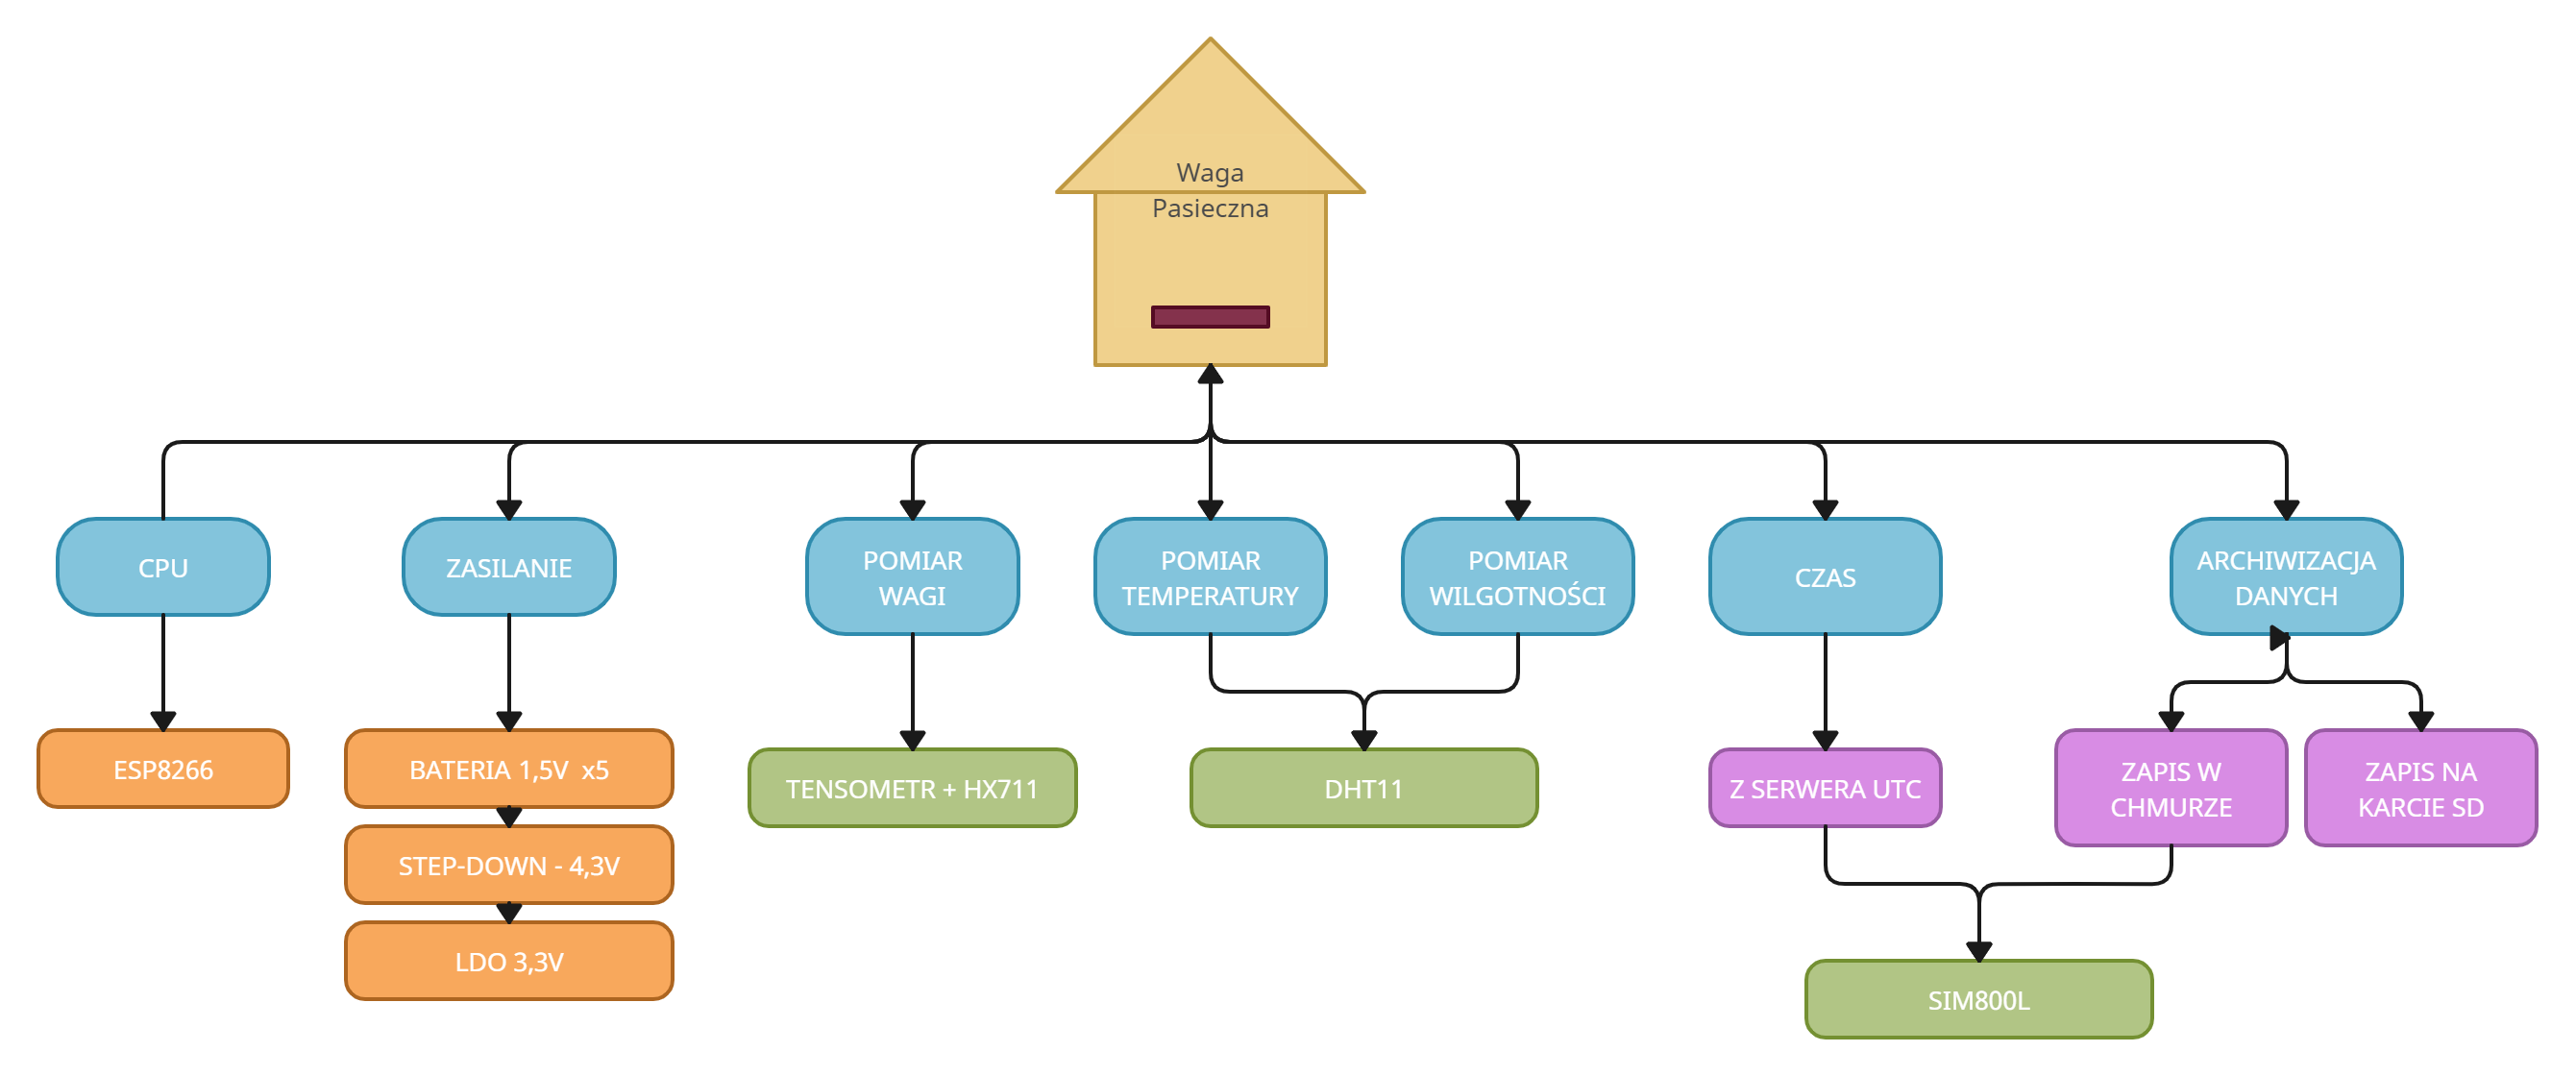 Waga
Pasieczna
CPU
ZASILANIE
POMIAR
WAGI
POMIAR
TEMPERATURY
POMIAR
WILGOTNOŚCI
CZAS
ARCHIWIZACJA
DANYCH
ESP8266
BATERIA 1,5V  x5
STEP-DOWN - 4,3V
LDO 3,3V
TENSOMETR + HX711
DHT11
Z SERWERA UTC
ZAPIS W
CHMURZE
ZAPIS NA
KARCIE SD
SIM800L